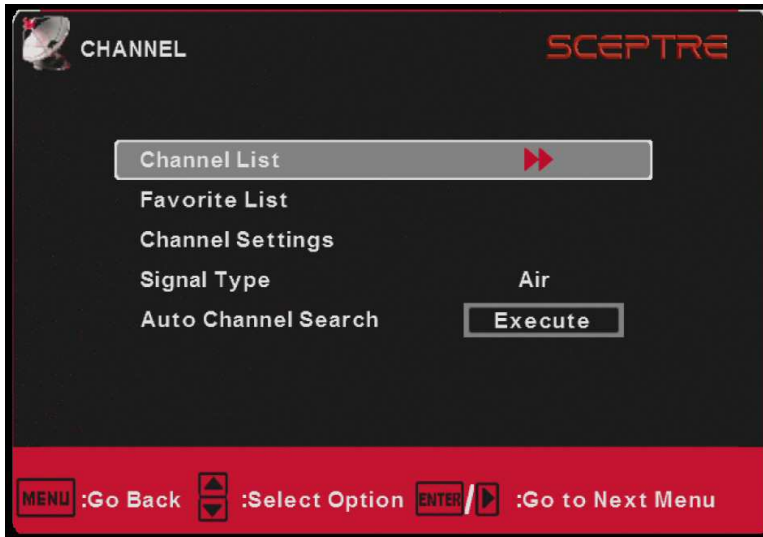 CHANNEL
SCEPTRE
Channel List
Favorite List
Channel Settings
Signal Type Air
Auto Channel Search Execute
MENU :Go Back :Select Option ENTER/ :Go to Next Menu